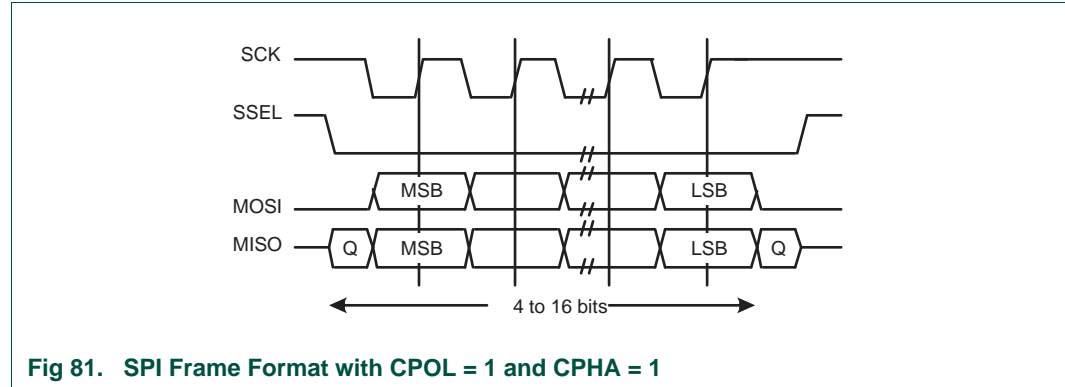 SCK
SSEL
MOSI MSB LSB
MISO Q MSB LSB Q
4 to 16 bits
Fig 81. SPI Frame Format with CPOL = 1 and CPHA = 1